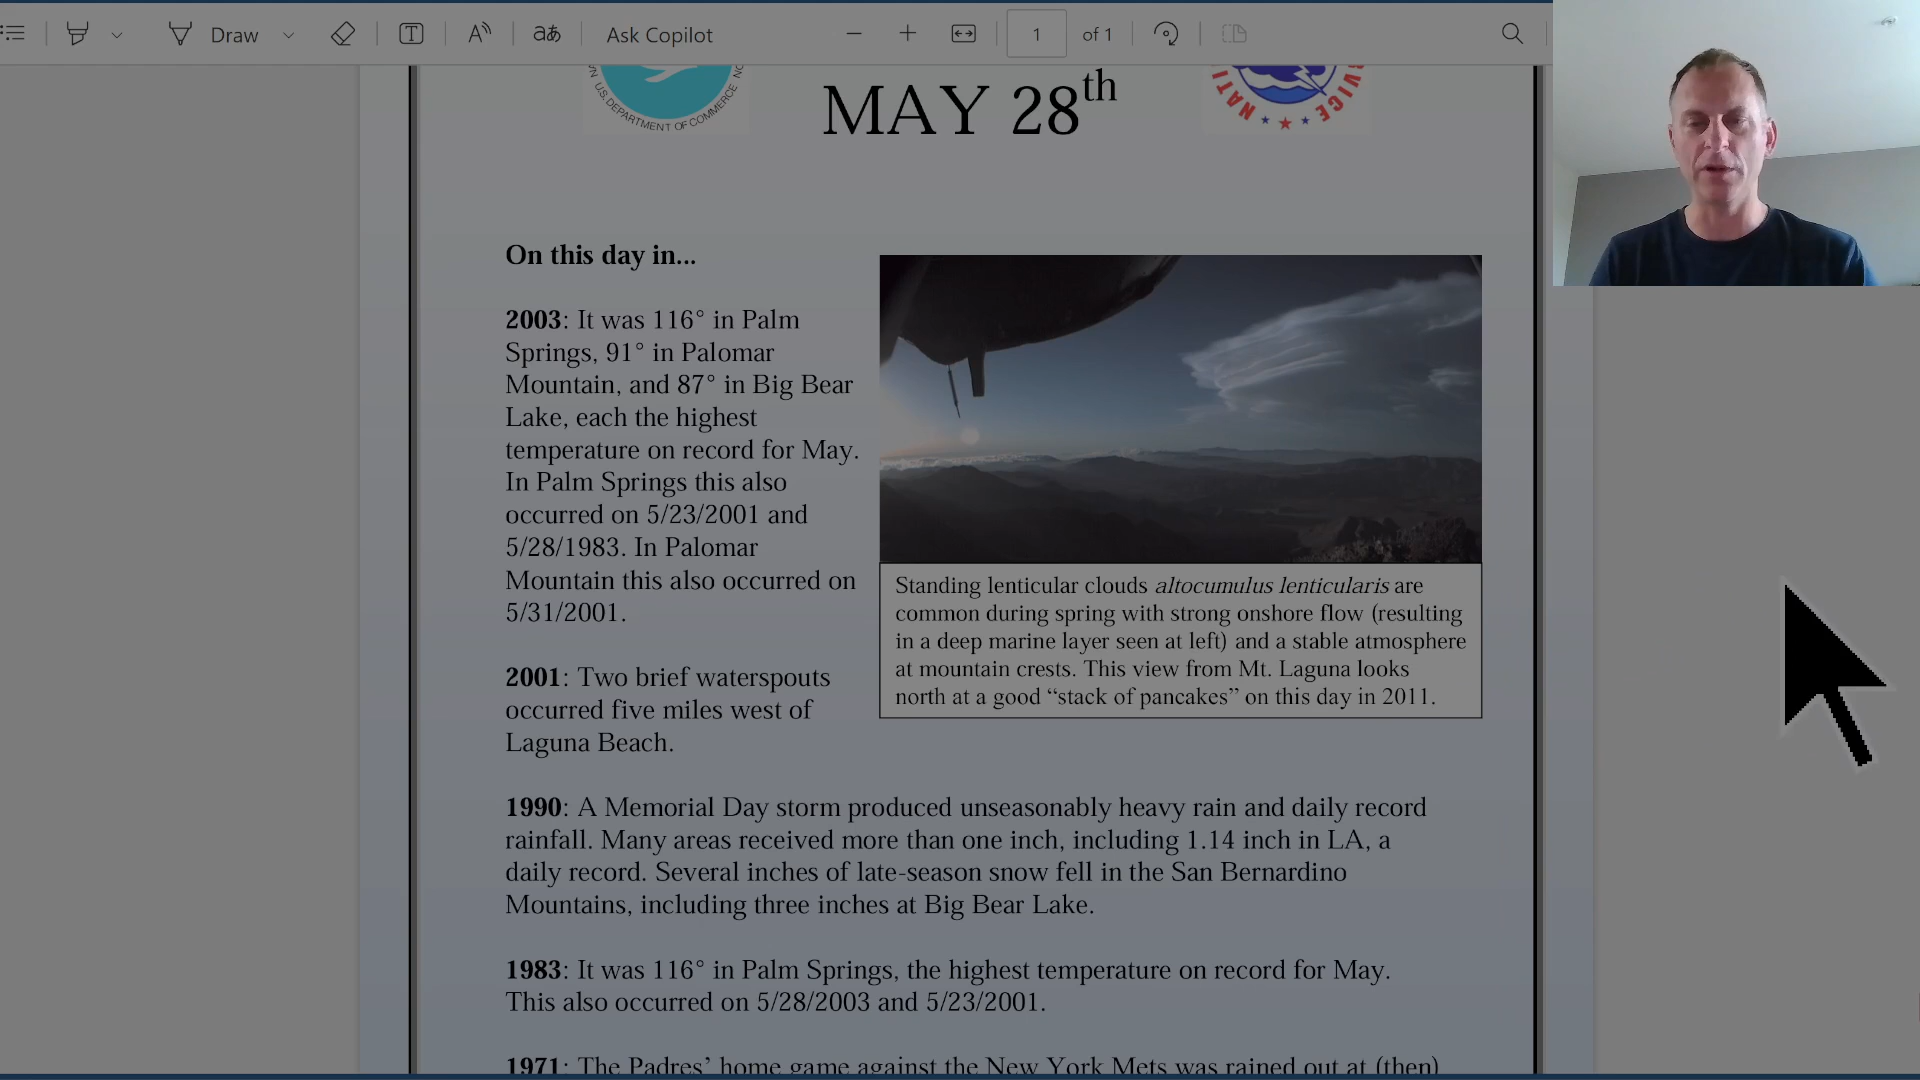 Draw
T
A
aあ
Ask Copilot
1
of 1
U.S. DEPARTMENT OF COMMERCE
MAY 28th
On this day in...
2003: It was 116° in Palm
Springs, 91° in Palomar
Mountain, and 87° in Big Bear
Lake, each the highest
temperature on record for May.
In Palm Springs this also
occurred on 5/23/2001 and
5/28/1983. In Palomar
Mountain this also occurred on
5/31/2001.
Standing lenticular clouds altocumulus lenticularis are
common during spring with strong onshore flow (resulting
in a deep marine layer seen at left) and a stable atmosphere
at mountain crests. This view from Mt. Laguna looks
north at a good “stack of pancakes” on this day in 2011.
2001: Two brief waterspouts
occurred five miles west of
Laguna Beach.
1990: A Memorial Day storm produced unseasonably heavy rain and daily record
rainfall. Many areas received more than one inch, including 1.14 inch in LA, a
daily record. Several inches of late-season snow fell in the San Bernardino
Mountains, including three inches at Big Bear Lake.
1983: It was 116° in Palm Springs, the highest temperature on record for May.
This also occurred on 5/28/2003 and 5/23/2001.
1971: The Padres’ home game against the New York Mets was rained out at (then)